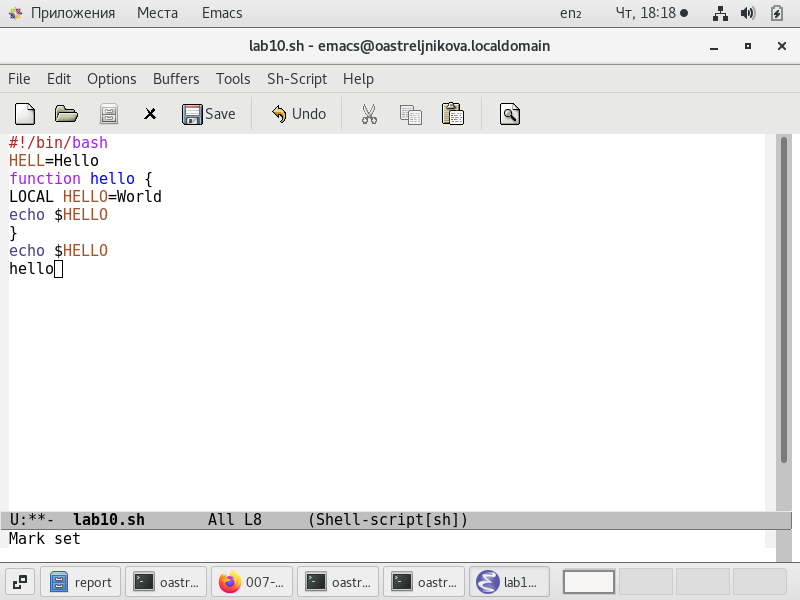 Приложения Места Emacs en₂ Чт, 18:18
lab10.sh - emacs@oastreljnikova.localdomain
File Edit Options Buffers Tools Sh-Script Help
Save Undo
#!/bin/bash
HELL=Hello
function hello {
LOCAL HELLO=World
echo $HELLO
}
echo $HELLO
hello
U:**- lab10.sh All L8 (Shell-script[sh])
Mark set
report oastr... oastr... 007-... oastr... oastr... lab1...